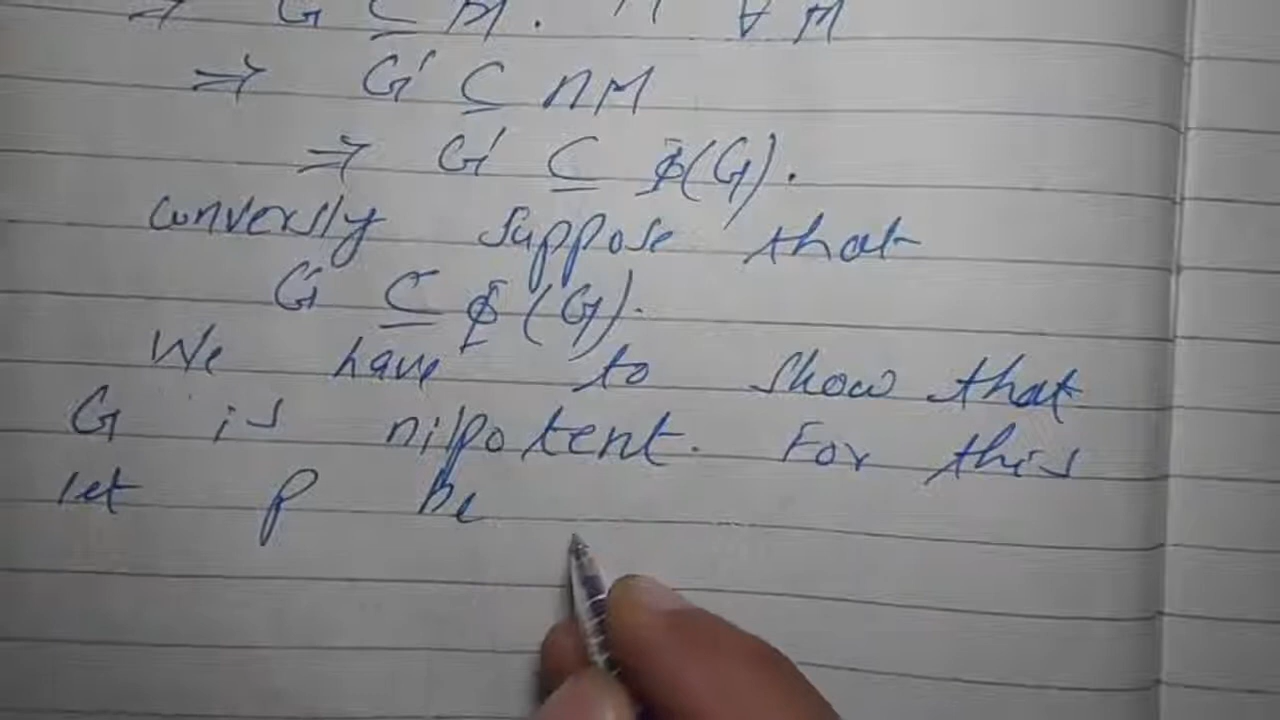 ⇒ G' ⊆ M. ∀ M
⇒ G' ⊆ ∩M
⇒ G' ⊆ ϕ(G).
conversly suppose that
G' ⊆ ϕ(G).
We have to show that
G is nilpotent. For this
let p be